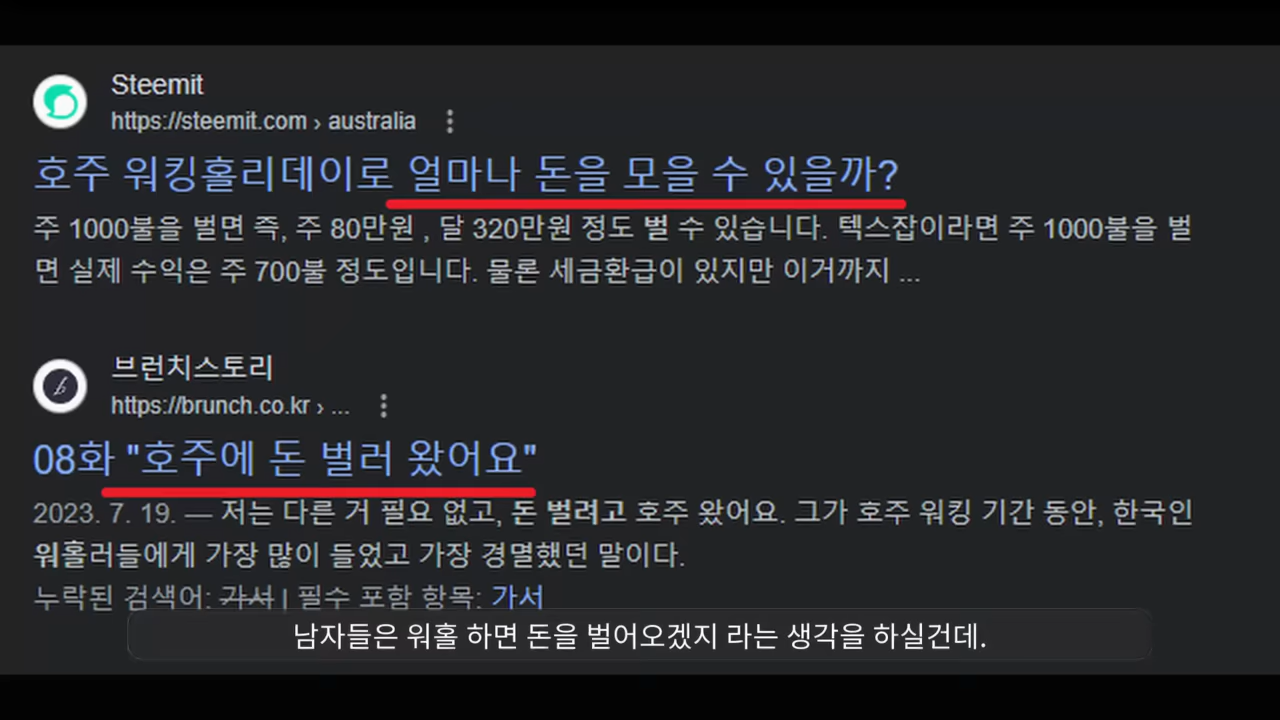 Steemit
https://steemit.com › australia
호주 워킹홀리데이로 얼마나 돈을 모을 수 있을까?
주 1000불을 벌면 즉, 주 80만원 , 달 320만원 정도 벌 수 있습니다. 텍스잡이라면 주 1000불을 벌
면 실제 수익은 주 700불 정도입니다. 물론 세금환급이 있지만 이거까지 ...
브런치스토리
https://brunch.co.kr › ...
08화 "호주에 돈 벌러 왔어요"
2023. 7. 19. — 저는 다른 거 필요 없고, 돈 벌려고 호주 왔어요. 그가 호주 워킹 기간 동안, 한국인
워홀러들에게 가장 많이 들었고 가장 경멸했던 말이다.
누락된 검색어: 가서 | 필수 포함 항목: 가서
남자들은 워홀 하면 돈을 벌어오겠지 라는 생각을 하실건데.